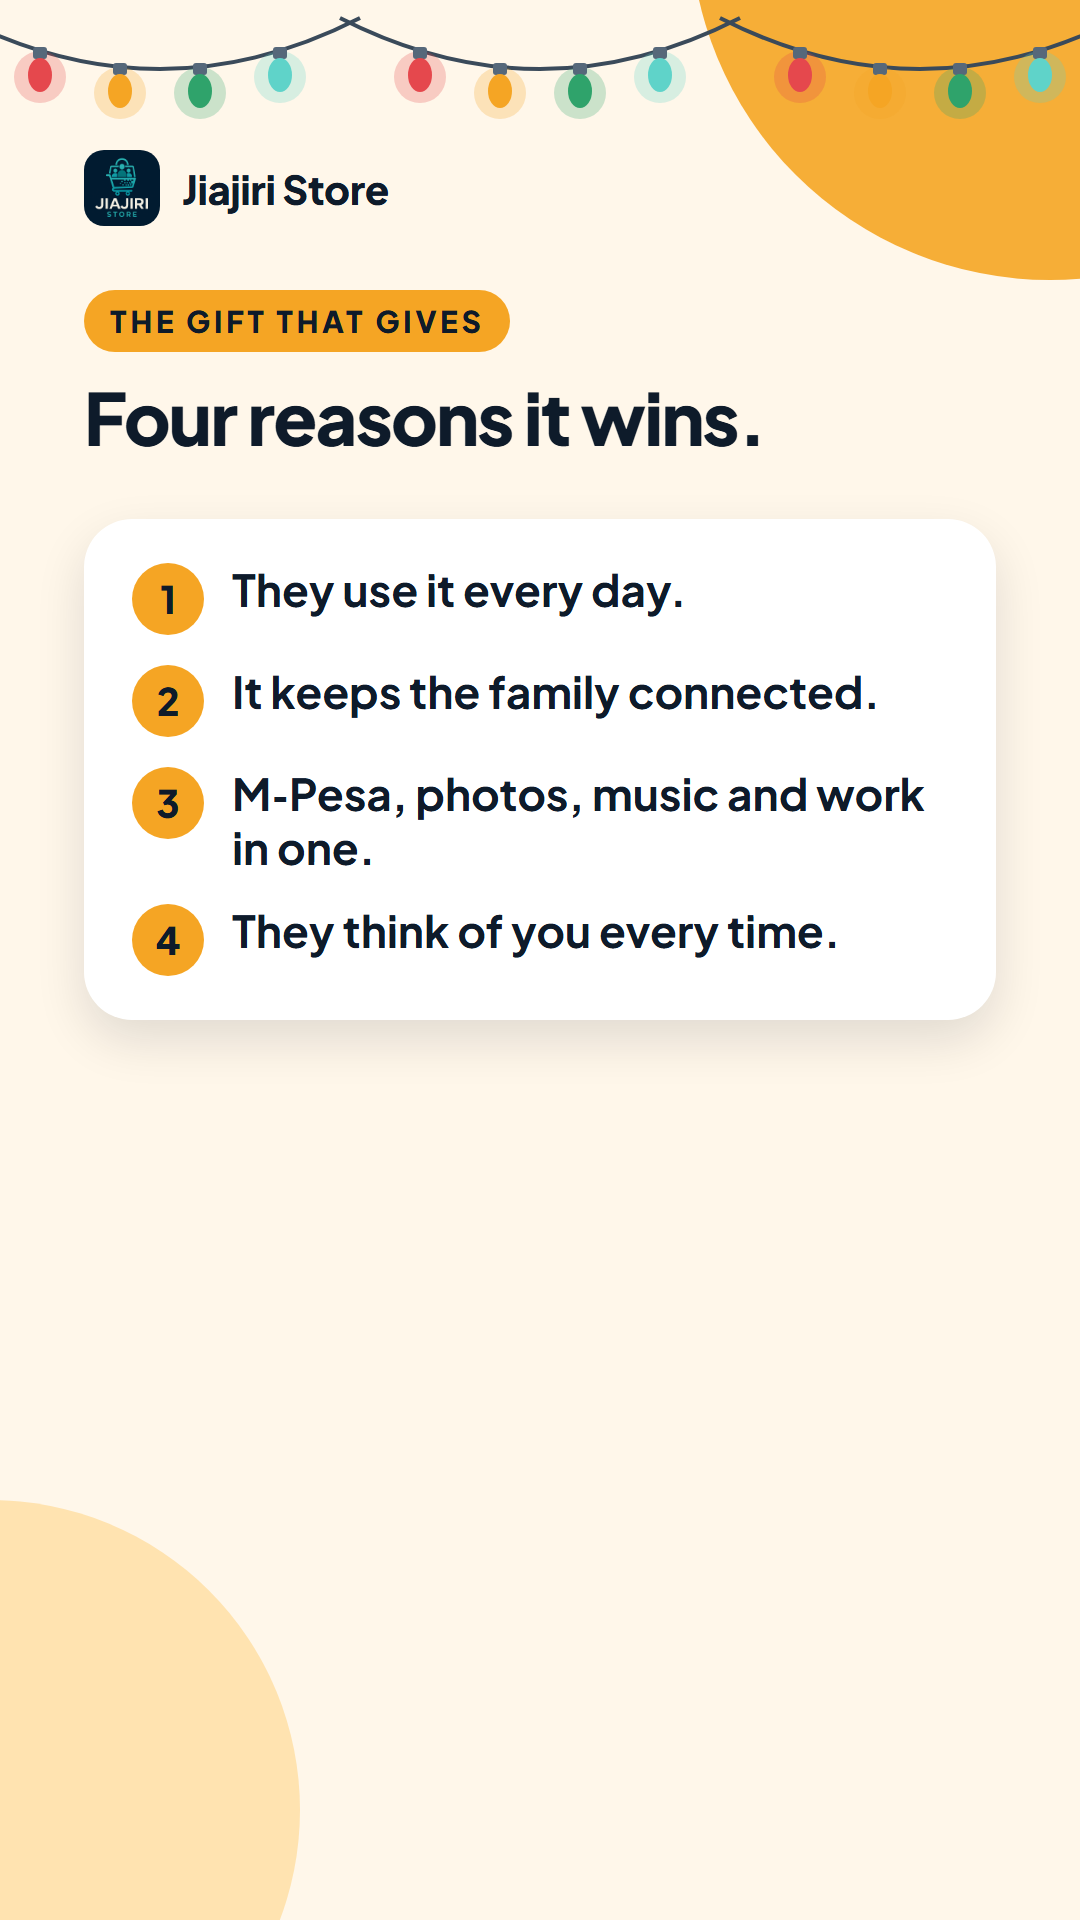 JIAJIRI
STORE
Jiajiri Store
THE GIFT THAT GIVES
Four reasons it wins.
1 They use it every day.
2 It keeps the family connected.
3 M-Pesa, photos, music and work
in one.
4 They think of you every time.